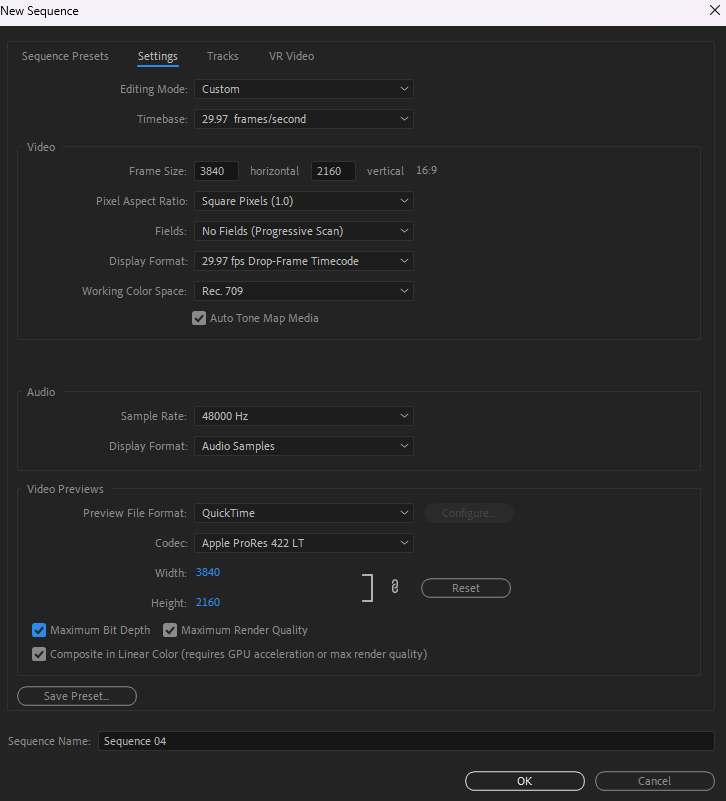 New Sequence
Sequence Presets Settings Tracks VR Video
Editing Mode: Custom
Timebase: 29.97 frames/second
Video
Frame Size: 3840 horizontal 2160 vertical 16:9
Pixel Aspect Ratio: Square Pixels (1.0)
Fields: No Fields (Progressive Scan)
Display Format: 29.97 fps Drop-Frame Timecode
Working Color Space: Rec. 709
Auto Tone Map Media
Audio
Sample Rate: 48000 Hz
Display Format: Audio Samples
Video Previews
Preview File Format: QuickTime Configure...
Codec: Apple ProRes 422 LT
Width: 3840
Height: 2160
Reset
Maximum Bit Depth Maximum Render Quality
Composite in Linear Color (requires GPU acceleration or max render quality)
Save Preset...
Sequence Name: Sequence 04
OK Cancel